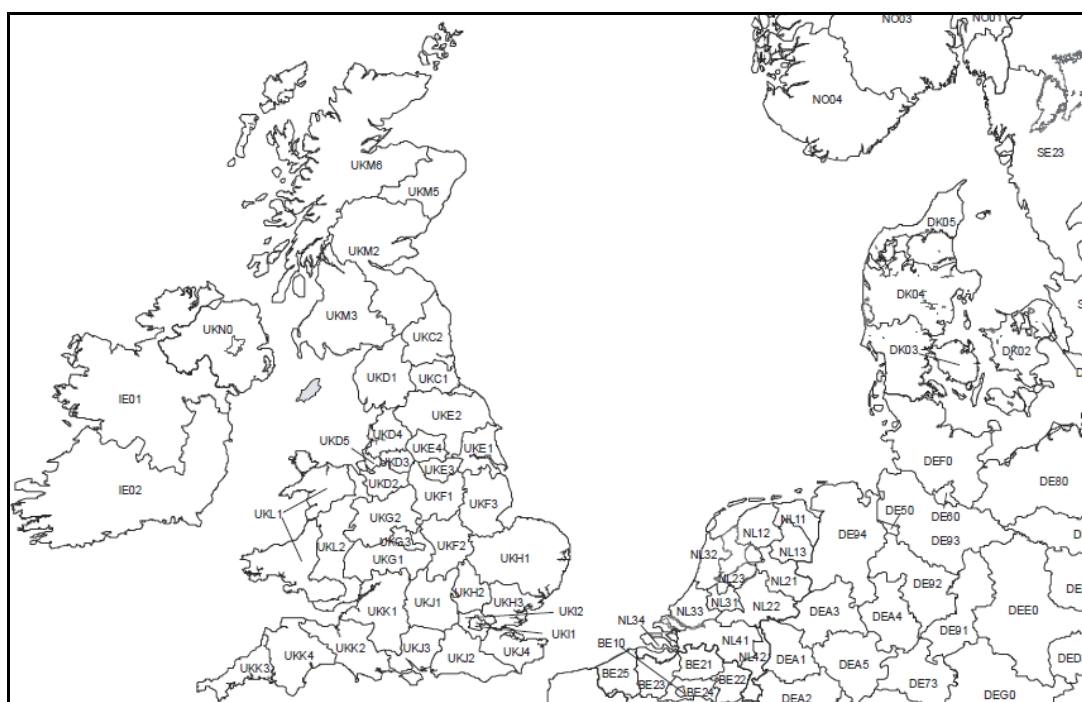 NO03
NO01
NO04
SE23
UKM6
UKM5
DK05
UKM2
DK04
UKM3
UKN0
UKC2
DK03
DK02
UKD1
UKC1
IE01
UKE2
UKD4
UKD5
UKE4
UKE1
UKD3
UKE3
DEF0
UKD2
DE80
IE02
UKF1
UKF3
UKL1
UKG2
DE50
DE60
NL11
NL12
DE94
DE93
UKG3
UKL2
UKF2
UKG1
UKH1
NL32
NL13
NL23
NL21
DE92
UKH2
UKH3
UKJ1
UKK1
UKI2
NL31
NL33
NL22
DEA3
DEA4
DEE0
NL34
UKI1
DE91
BE10
NL41
UKK2
UKJ3
UKJ2
UKJ4
UKK4
UKK3
NL42
DEA1
DEA5
DED
BE21
BE25
BE22
BE23
BE24
DE73
DEA2
DEG0